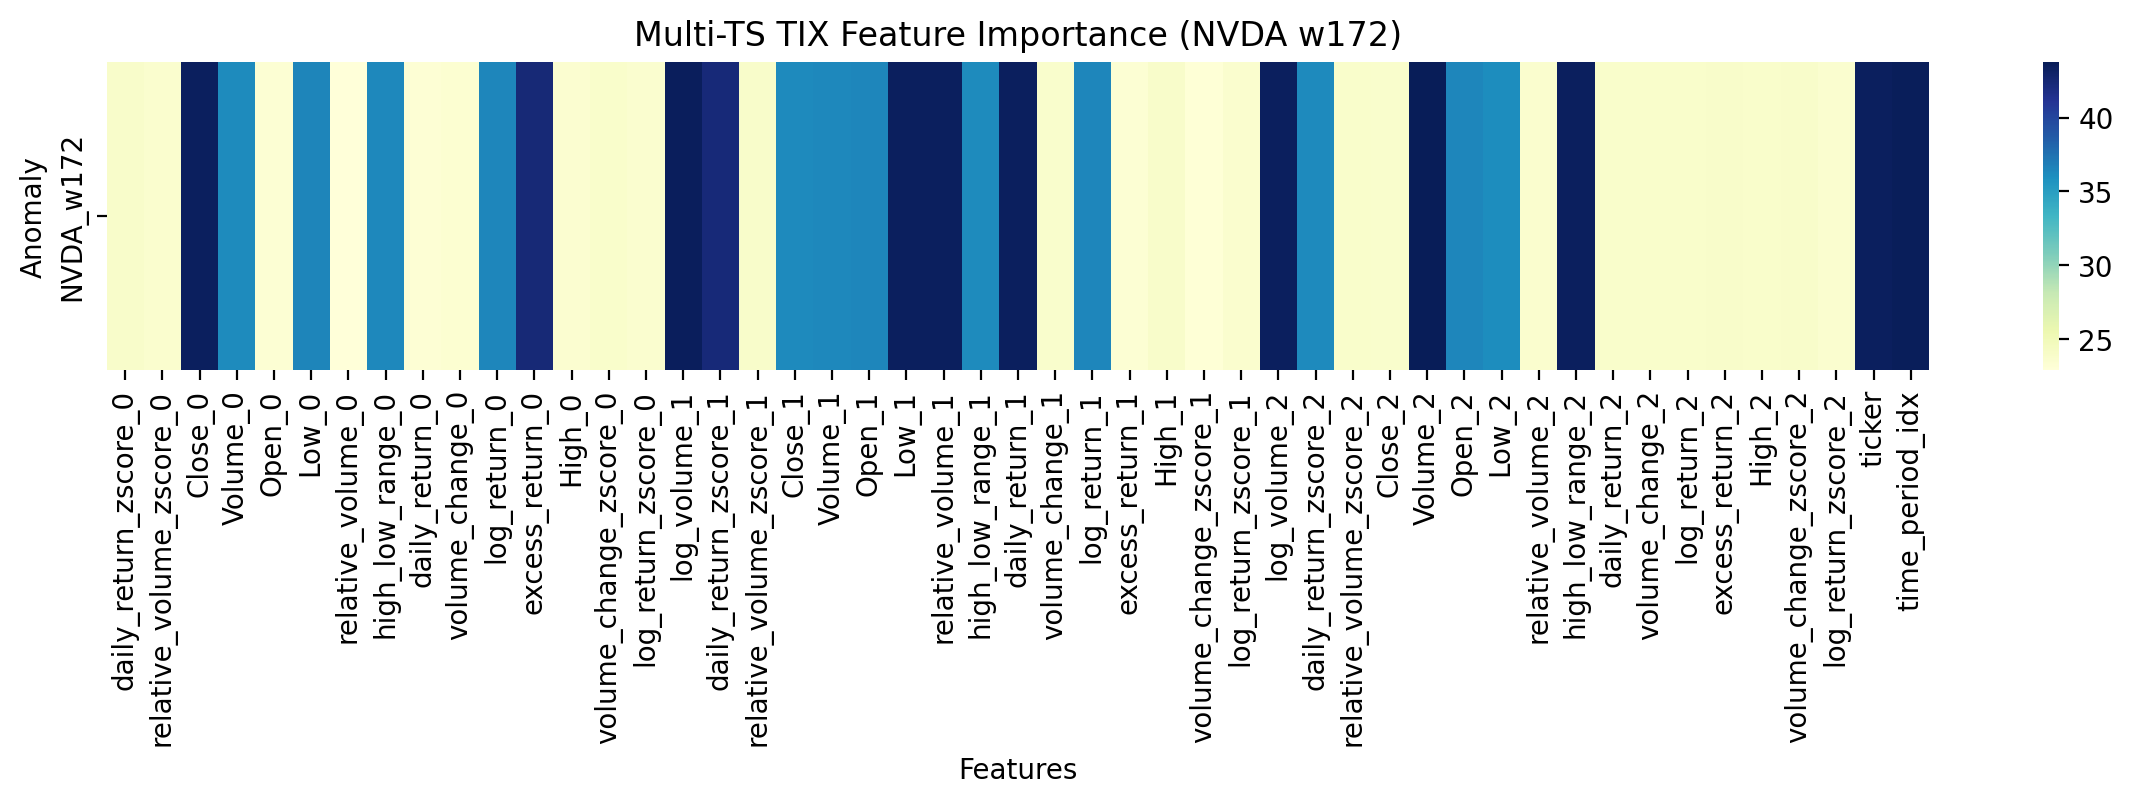 Multi-TS TIX Feature Importance (NVDA w172)
Anomaly
NVDA_w172
40
35
30
25
daily_return_zscore_0
relative_volume_zscore_0
Close_0
Volume_0
Open_0
Low_0
relative_volume_0
high_low_range_0
daily_return_0
volume_change_0
log_return_0
excess_return_0
High_0
volume_change_zscore_0
log_return_zscore_0
log_volume_1
daily_return_zscore_1
relative_volume_zscore_1
Close_1
Volume_1
Open_1
Low_1
relative_volume_1
high_low_range_1
daily_return_1
volume_change_1
log_return_1
excess_return_1
High_1
volume_change_zscore_1
log_return_zscore_1
log_volume_2
daily_return_zscore_2
relative_volume_zscore_2
Close_2
Volume_2
Open_2
Low_2
relative_volume_2
high_low_range_2
daily_return_2
volume_change_2
log_return_2
excess_return_2
High_2
volume_change_zscore_2
log_return_zscore_2
ticker
time_period_idx
Features